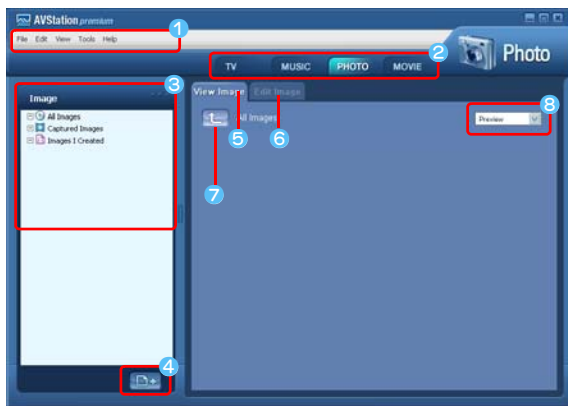 AVStation premium
1
File Edit View Tools Help
2
Photo
TV MUSIC PHOTO MOVIE
3
Image
View Image Edit Image
8
All Images
All Images
Preview
Captured Images
5
6
Images I Created
7
4